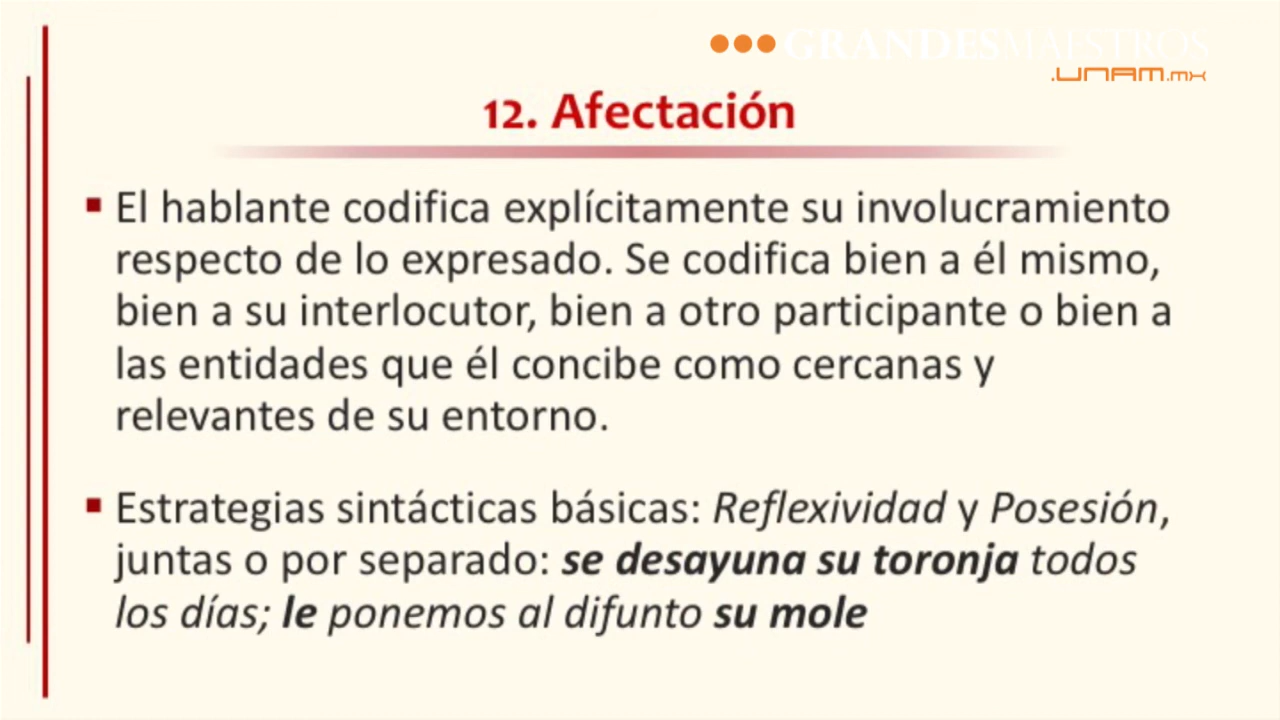 GRANDESMAESTROS
.unam.mx
12. Afectación
▪ El hablante codifica explícitamente su involucramiento
respecto de lo expresado. Se codifica bien a él mismo,
bien a su interlocutor, bien a otro participante o bien a
las entidades que él concibe como cercanas y
relevantes de su entorno.
▪ Estrategias sintácticas básicas: Reflexividad y Posesión,
juntas o por separado: se desayuna su toronja todos
los días; le ponemos al difunto su mole